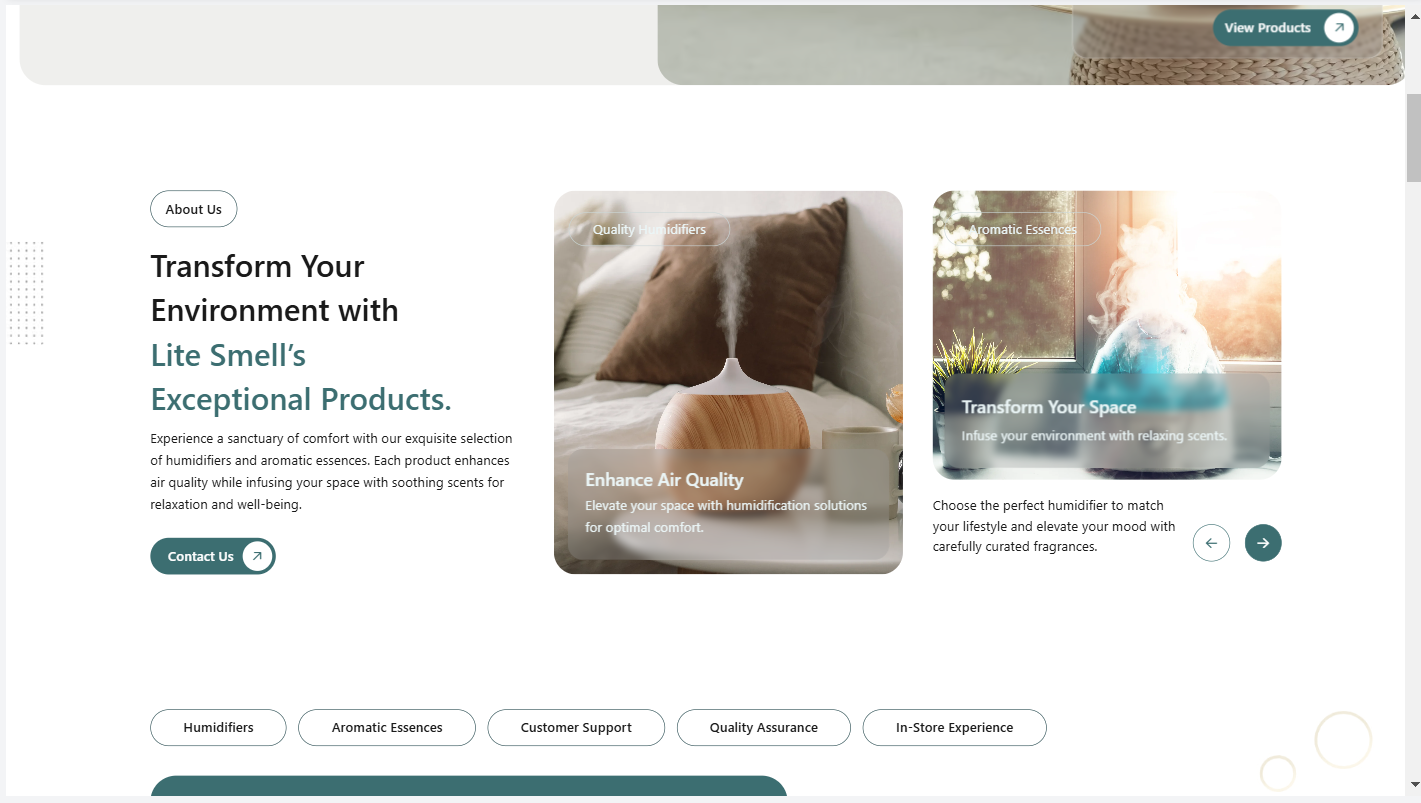 View Products
About Us
Transform Your
Environment with
Lite Smell’s
Exceptional Products.
Experience a sanctuary of comfort with our exquisite selection
of humidifiers and aromatic essences. Each product enhances
air quality while infusing your space with soothing scents for
relaxation and well-being.
Contact Us
Quality Humidifiers
Enhance Air Quality
Elevate your space with humidification solutions
for optimal comfort.
Aromatic Essences
Transform Your Space
Infuse your environment with relaxing scents.
Choose the perfect humidifier to match
your lifestyle and elevate your mood with
carefully curated fragrances.
Humidifiers
Aromatic Essences
Customer Support
Quality Assurance
In-Store Experience